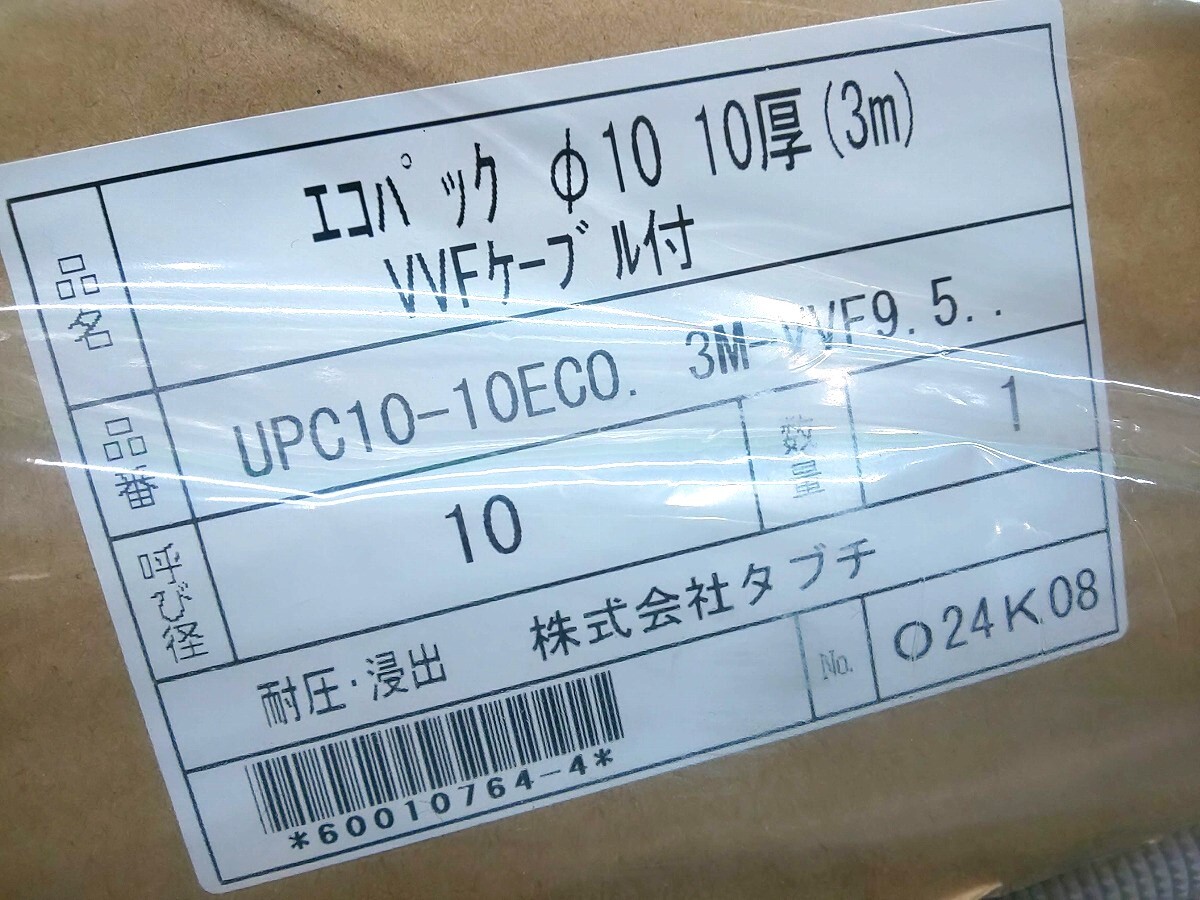 品名
エコパック φ10 10厚(3m)
VVFケーブル付
品番
UPC10-10ECO. 3M-VVF9.5..
呼び径
10
数量
1
耐圧・浸出
株式会社タブチ
No.
○24K08
*60010764-4*